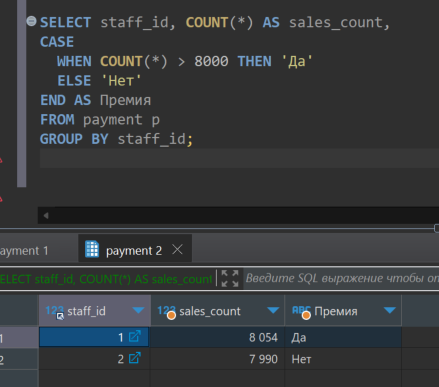 SELECT staff_id, COUNT(*) AS sales_count,
CASE
WHEN COUNT(*) > 8000 THEN 'Да'
ELSE 'Нет'
END AS Премия
FROM payment p
GROUP BY staff_id;
ayment 1 payment 2
ELECT staff_id, COUNT(*) AS sales_count Введите SQL выражение чтобы от
123 staff_id 123 sales_count ABC Премия
1 1 8 054 Да
2 2 7 990 Нет